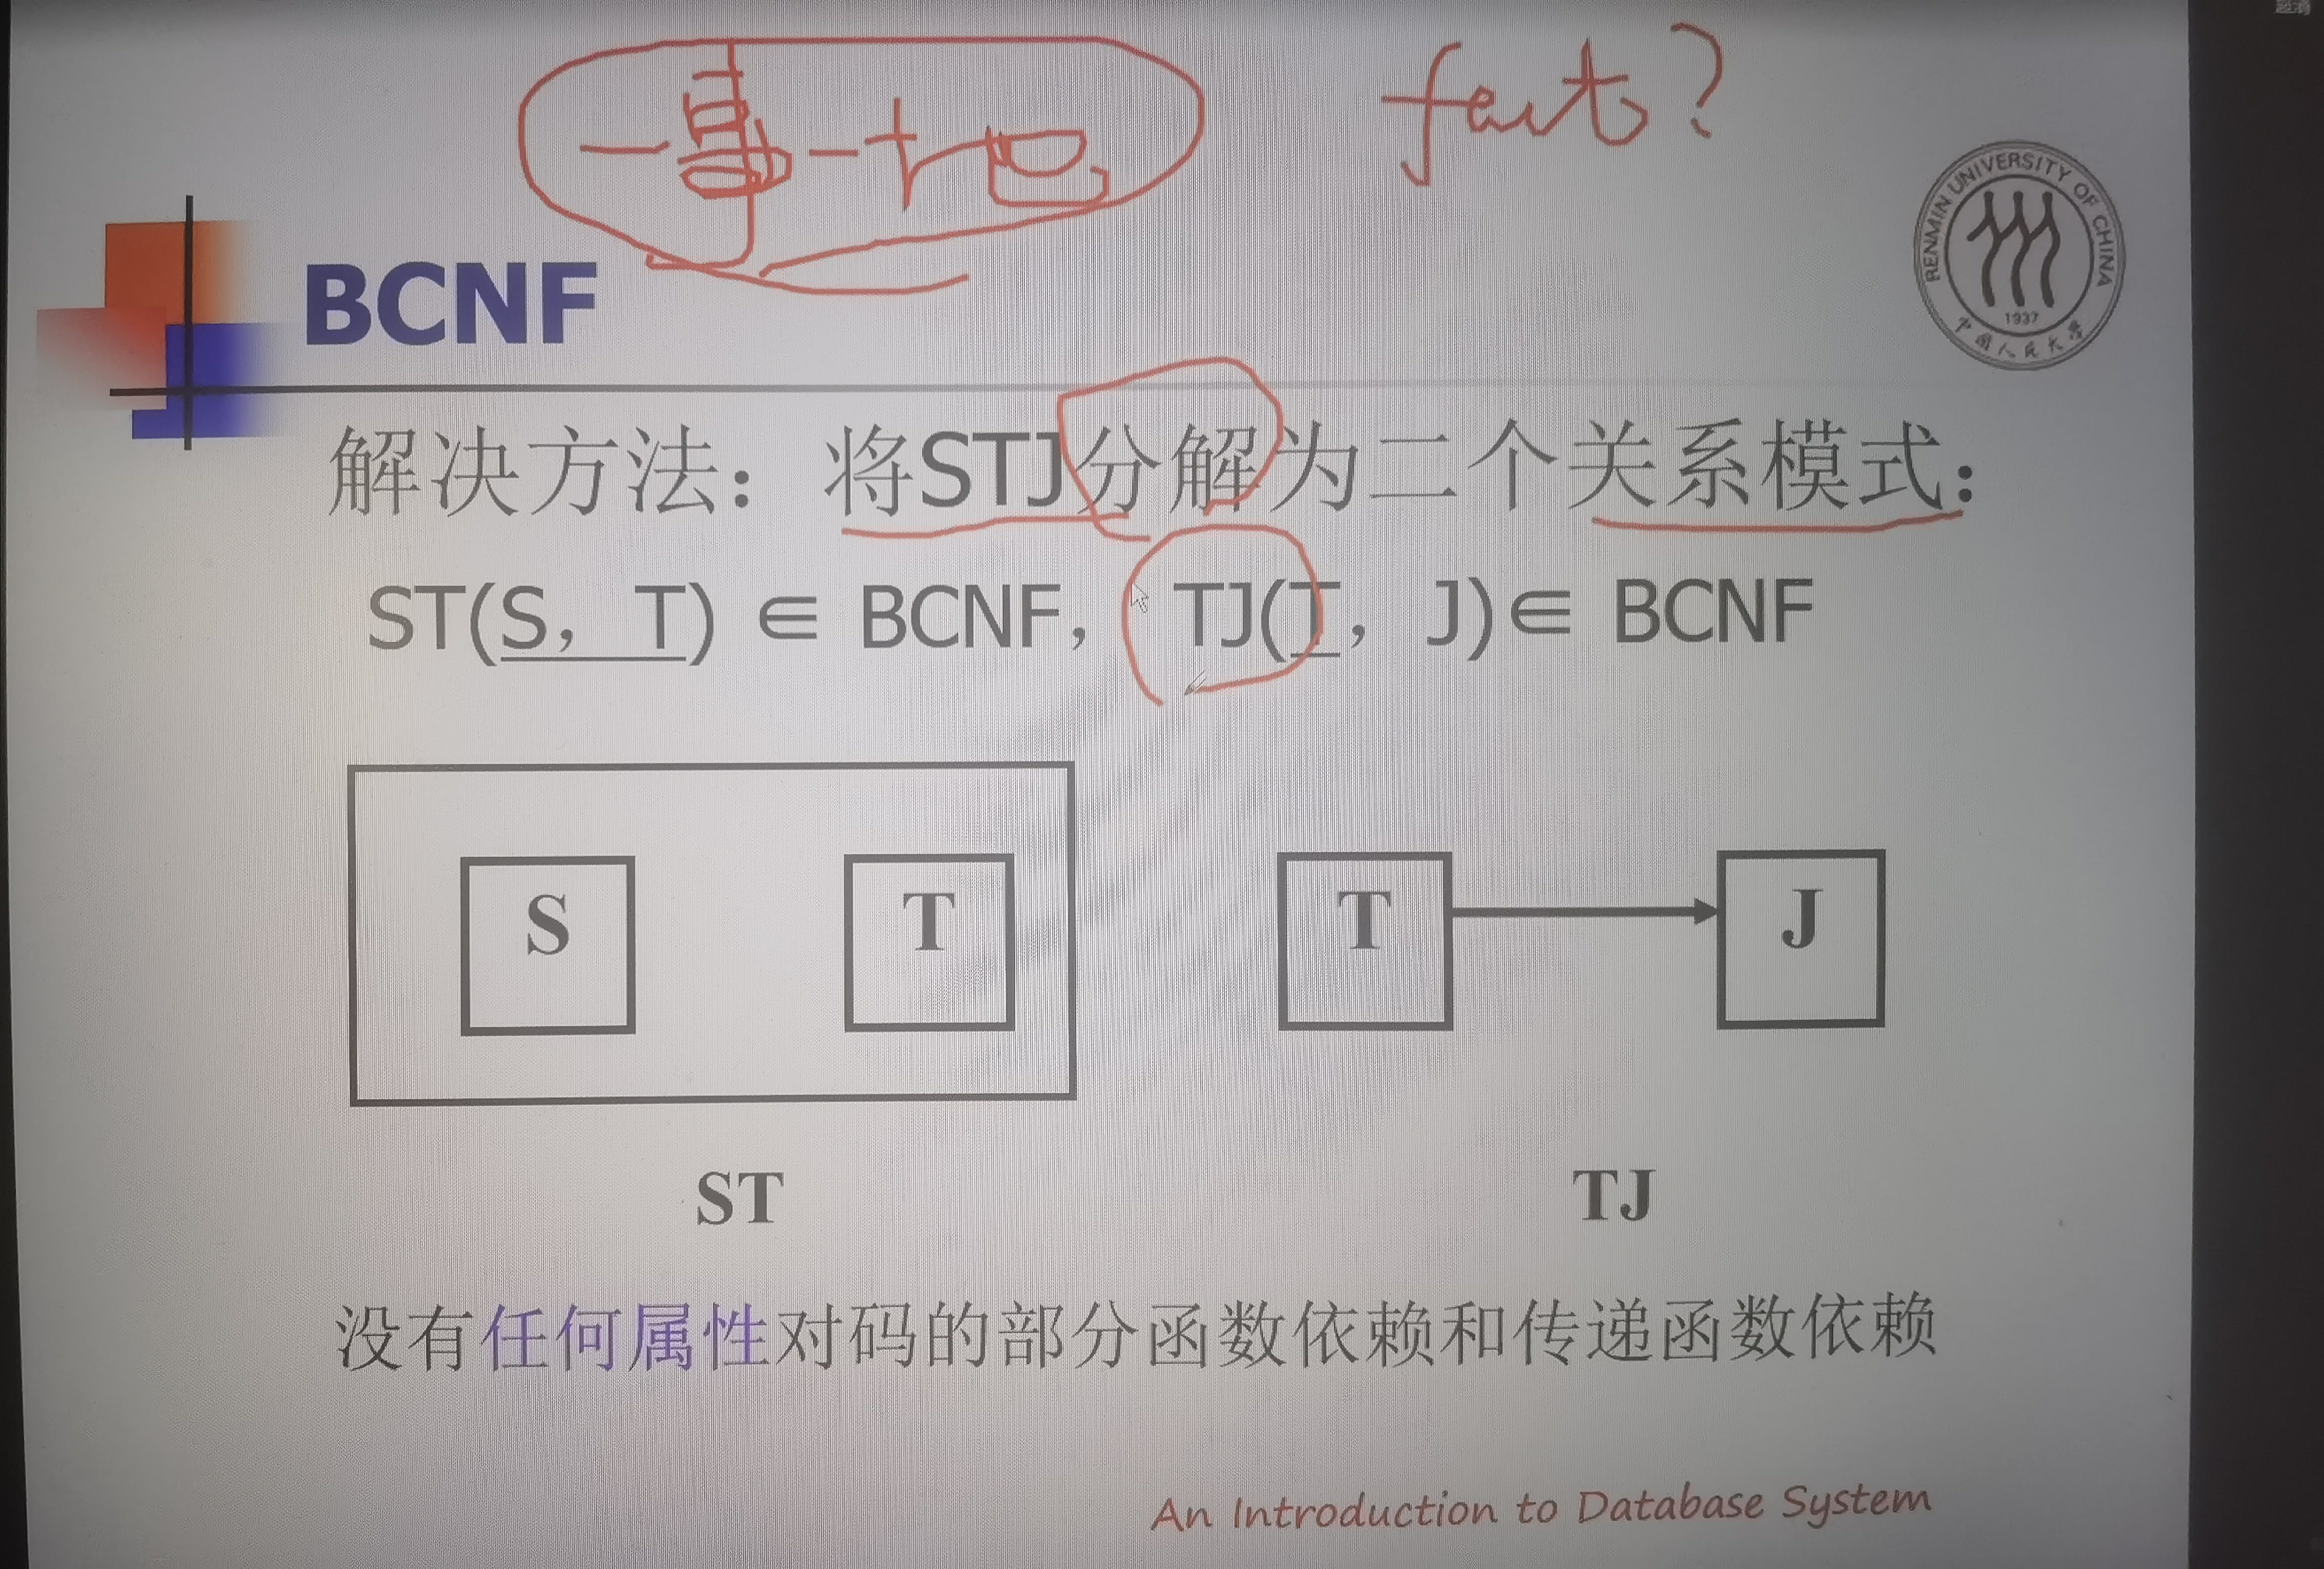 超清
一事一地
fact?
RENMIN UNIVERSITY OF CHINA
1937
中国人民大学
BCNF
解决方法：将STJ分解为二个关系模式：
ST(S， T) ∈ BCNF， TJ(T， J)∈ BCNF
S T T J
ST TJ
没有任何属性对码的部分函数依赖和传递函数依赖
An Introduction to Database System